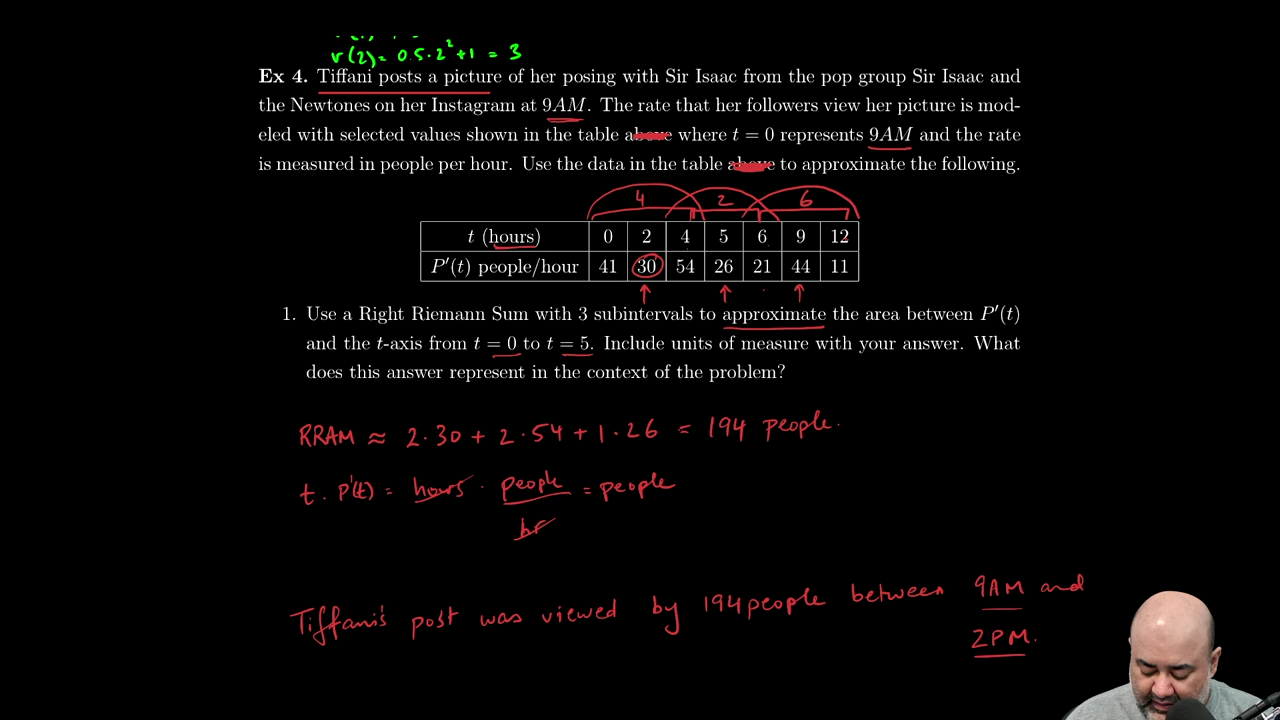 v(2) = 0.5·2²+1 = 3
Ex 4. Tiffani posts a picture of her posing with Sir Isaac from the pop group Sir Isaac and
the Newtones on her Instagram at 9AM. The rate that her followers view her picture is mod-
eled with selected values shown in the table above where t = 0 represents 9AM and the rate
is measured in people per hour. Use the data in the table above to approximate the following.
4 2 6
t (hours) 0 2 4 5 6 9 12
P′(t) people/hour 41 30 54 26 21 44 11
1. Use a Right Riemann Sum with 3 subintervals to approximate the area between P′(t)
and the t-axis from t = 0 to t = 5. Include units of measure with your answer. What
does this answer represent in the context of the problem?
RRAM ≈ 2·30 + 2·54 + 1·26 = 194 people.
t · P'(t) = hours · people/hr = people
Tiffani's post was viewed by 194 people between 9AM and
2PM.